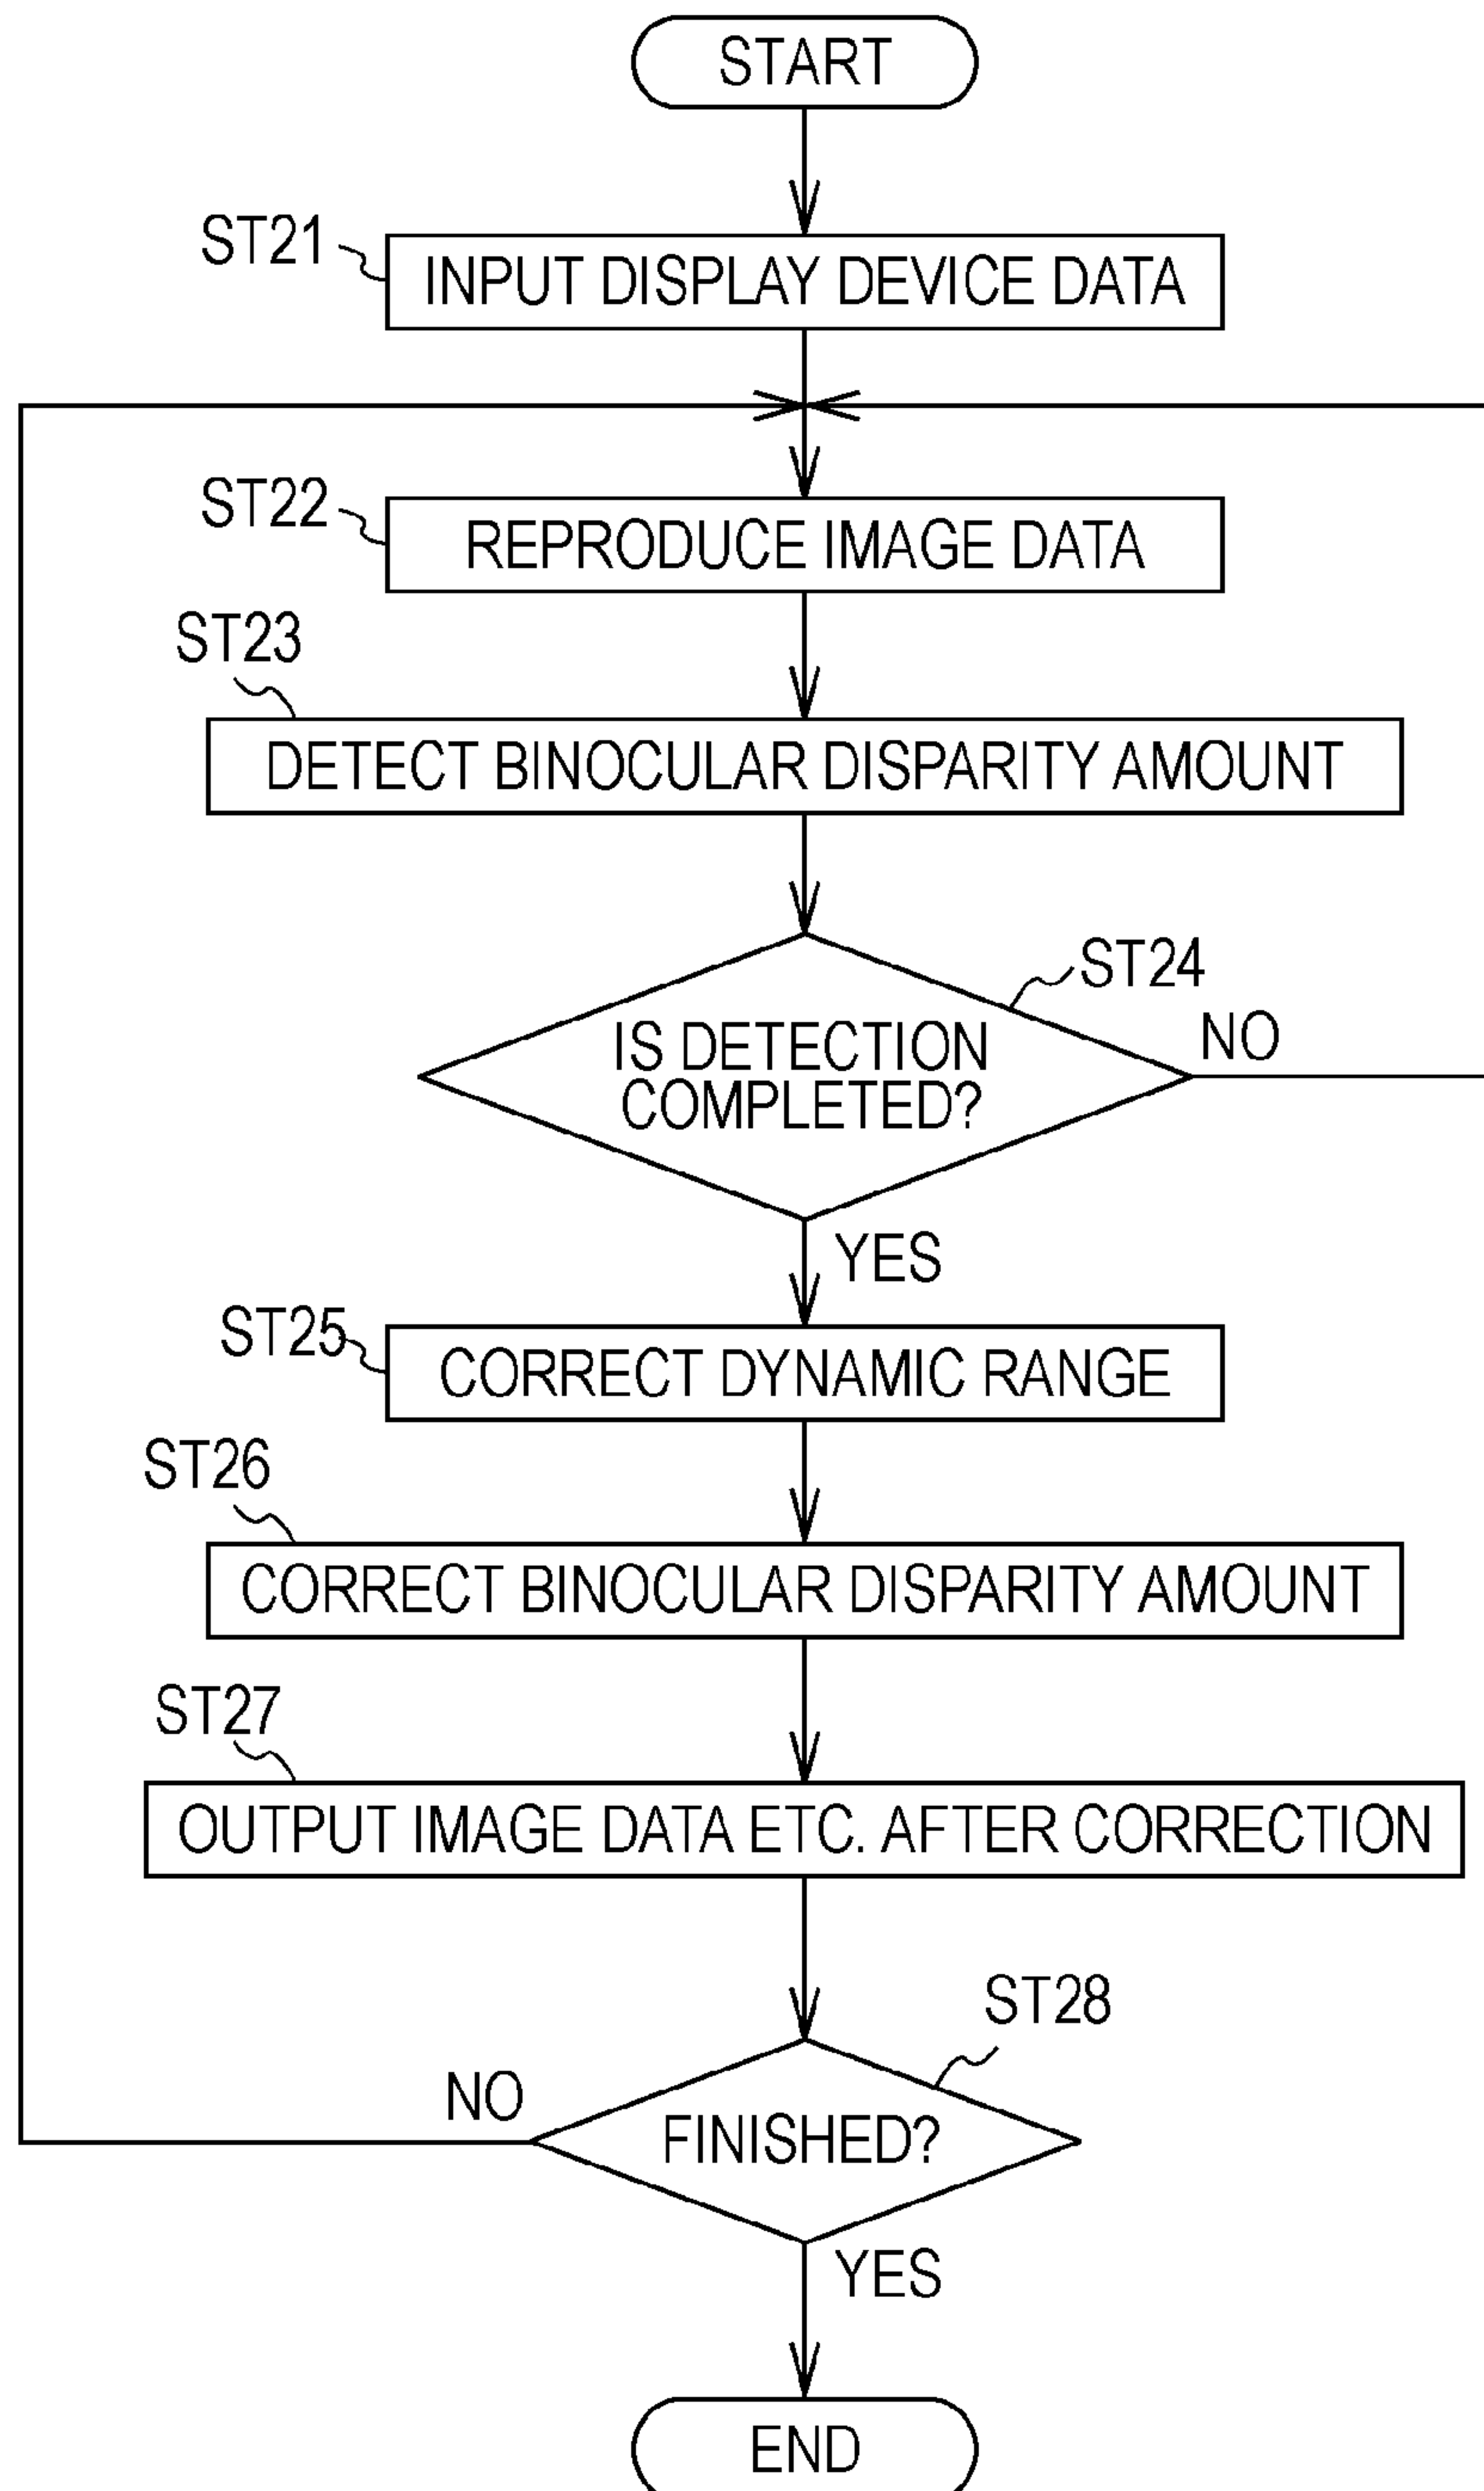 START
ST21
INPUT DISPLAY DEVICE DATA
ST22
REPRODUCE IMAGE DATA
ST23
DETECT BINOCULAR DISPARITY AMOUNT
ST24
IS DETECTION
COMPLETED?
NO
YES
ST25
CORRECT DYNAMIC RANGE
ST26
CORRECT BINOCULAR DISPARITY AMOUNT
ST27
OUTPUT IMAGE DATA ETC. AFTER CORRECTION
ST28
NO
FINISHED?
YES
END